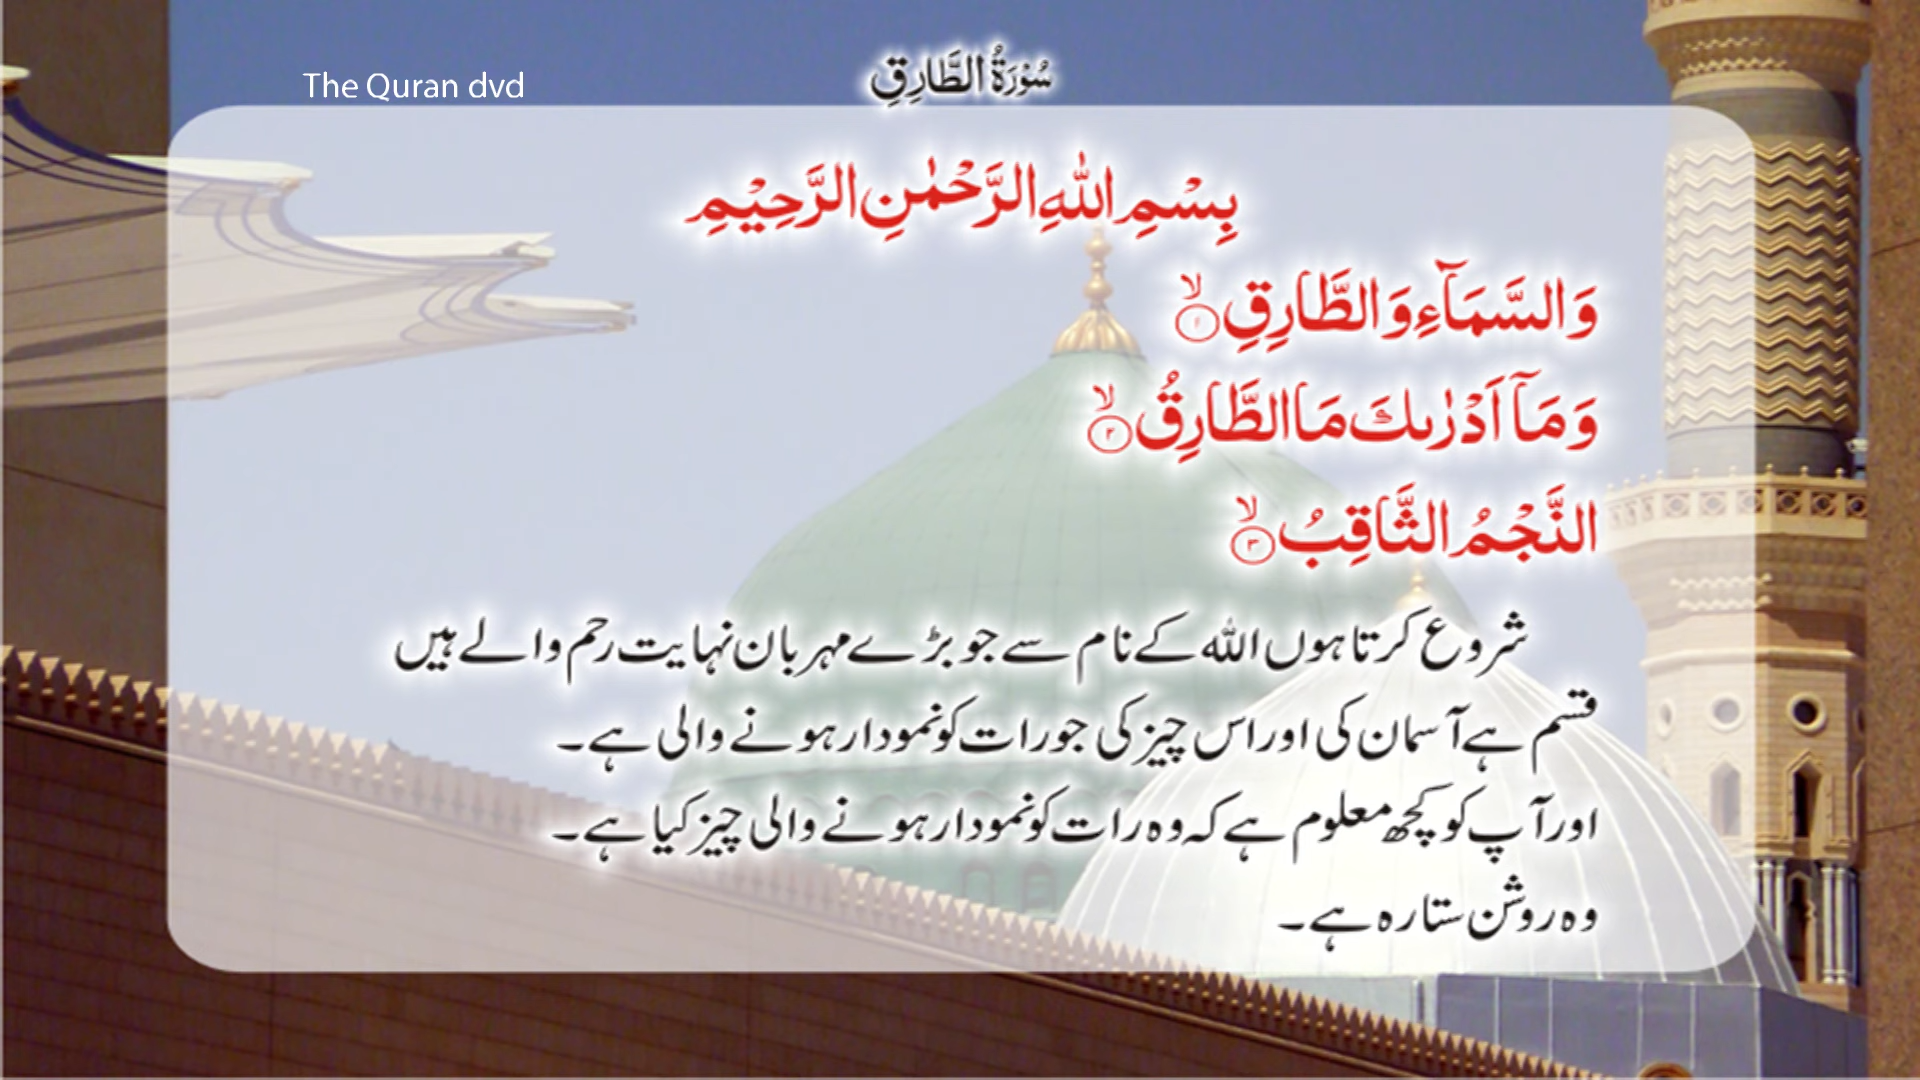 The Quran dvd
سُوْرَةُ الطَّارِقِ
بِسْمِ اللّٰهِ الرَّحْمٰنِ الرَّحِيْمِ
وَالسَّمَآءِ وَالطَّارِقِ ۙ﴿۱﴾
وَمَآ اَدْرٰىكَ مَا الطَّارِقُ ۙ﴿۲﴾
النَّجْمُ الثَّاقِبُ ۙ﴿۳﴾
شروع کرتا ہوں اللہ کے نام سے جو بڑے مہربان نہایت رحم والے ہیں
قسم ہے آسمان کی اور اس چیز کی جو رات کو نمودار ہونے والی ہے۔
اور آپ کو کچھ معلوم ہے کہ وہ رات کو نمودار ہونے والی چیز کیا ہے۔
وہ روشن ستارہ ہے۔